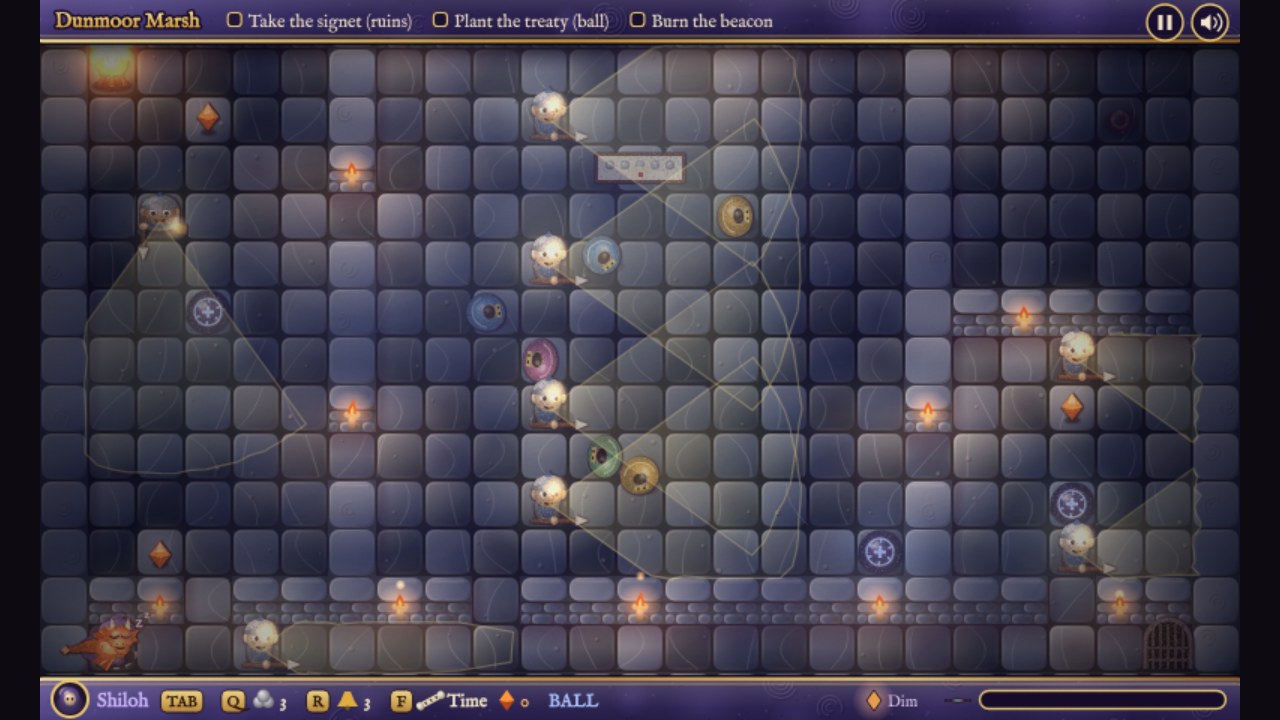 Dunmoor Marsh Take the signet (ruins) Plant the treaty (ball) Burn the beacon
z z
Shiloh TAB Q 3 R 3 F Time 0 BALL Dim